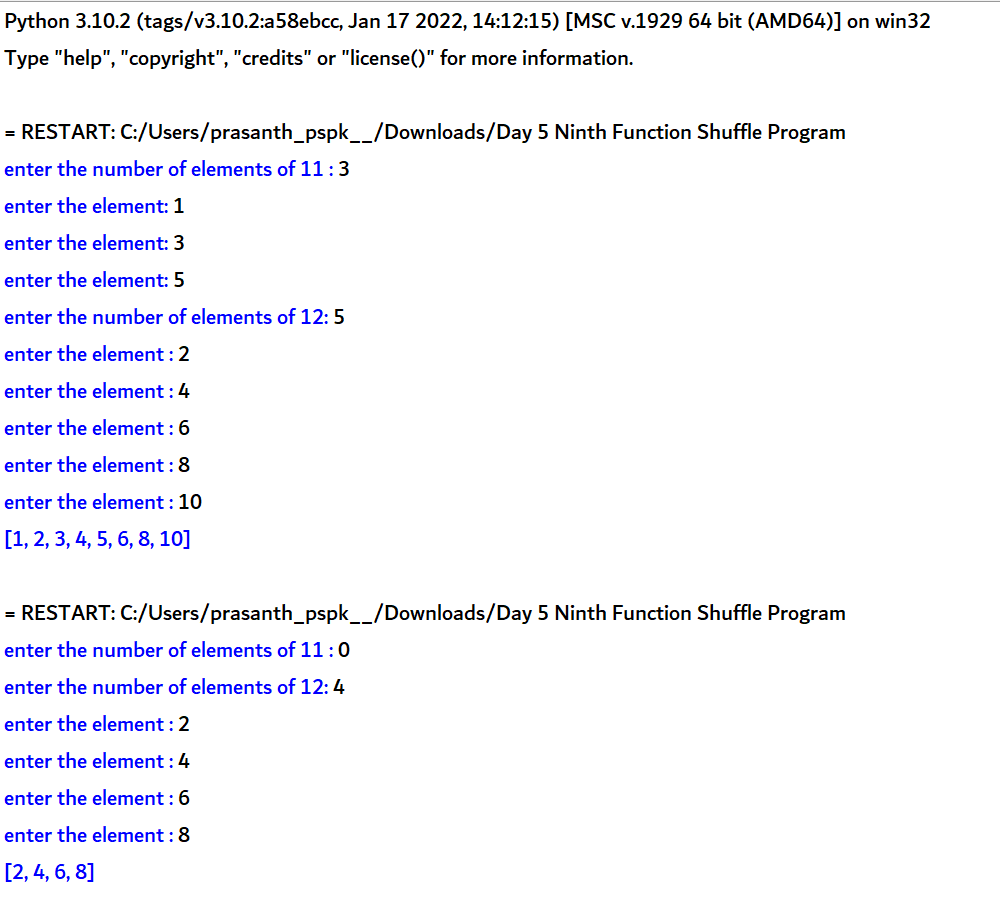 Python 3.10.2 (tags/v3.10.2:a58ebcc, Jan 17 2022, 14:12:15) [MSC v.1929 64 bit (AMD64)] on win32
Type "help", "copyright", "credits" or "license()" for more information.
= RESTART: C:/Users/prasanth_pspk__/Downloads/Day 5 Ninth Function Shuffle Program
enter the number of elements of 11 : 3
enter the element: 1
enter the element: 3
enter the element: 5
enter the number of elements of 12: 5
enter the element : 2
enter the element : 4
enter the element : 6
enter the element : 8
enter the element : 10
[1, 2, 3, 4, 5, 6, 8, 10]
= RESTART: C:/Users/prasanth_pspk__/Downloads/Day 5 Ninth Function Shuffle Program
enter the number of elements of 11 : 0
enter the number of elements of 12: 4
enter the element : 2
enter the element : 4
enter the element : 6
enter the element : 8
[2, 4, 6, 8]